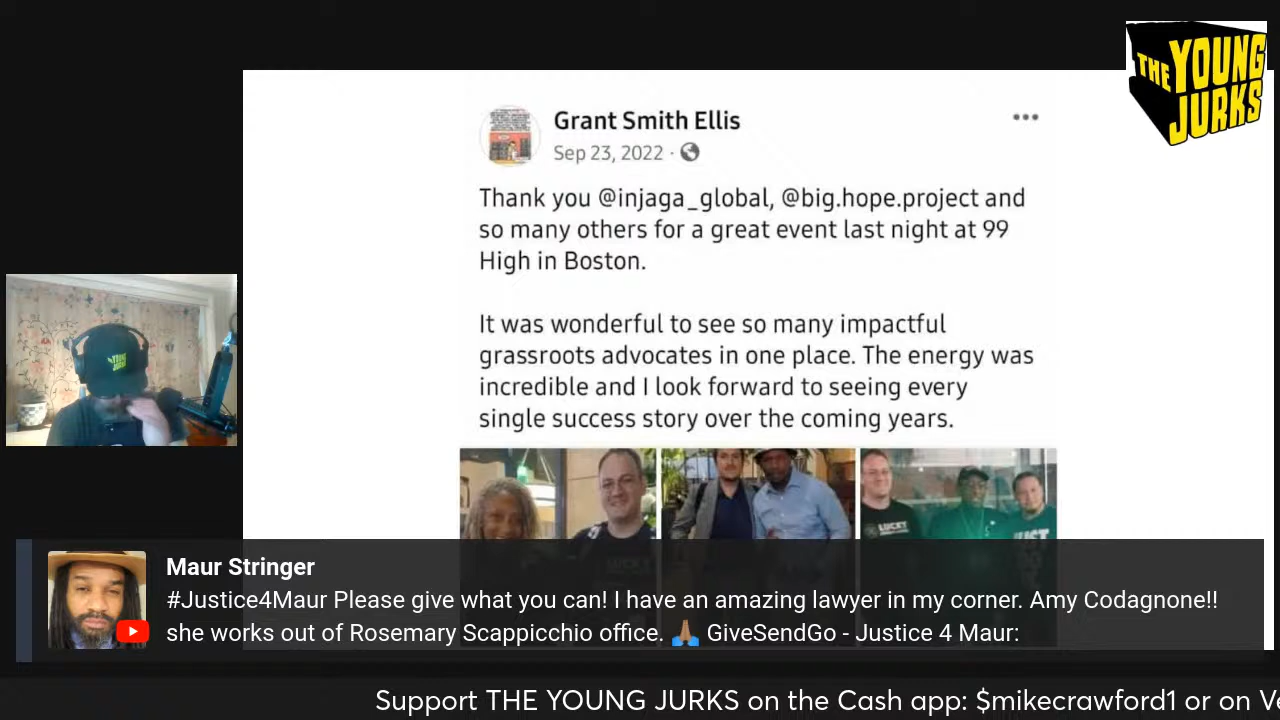 THE YOUNG JURKS
Grant Smith Ellis
Sep 23, 2022 ·
Thank you @injaga_global, @big.hope.project and
so many others for a great event last night at 99
High in Boston.
It was wonderful to see so many impactful
grassroots advocates in one place. The energy was
incredible and I look forward to seeing every
single success story over the coming years.
LUCKY
Maur Stringer
#Justice4Maur Please give what you can! I have an amazing lawyer in my corner. Amy Codagnone!!
she works out of Rosemary Scappicchio office. 🙏🏽 GiveSendGo - Justice 4 Maur:
Support THE YOUNG JURKS on the Cash app: $mikecrawford1 or on